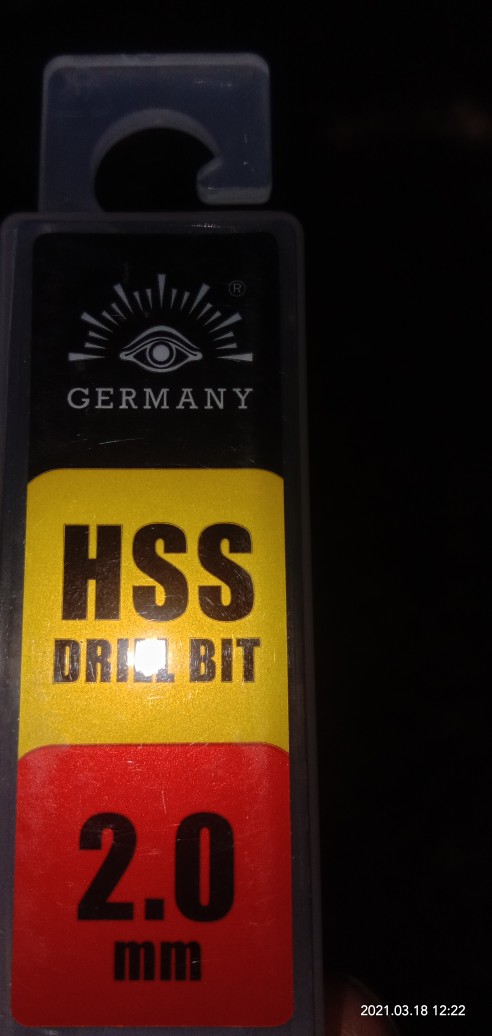 ®
GERMANY
HSS
DRILL BIT
2.0
mm
2021.03.18 12:22